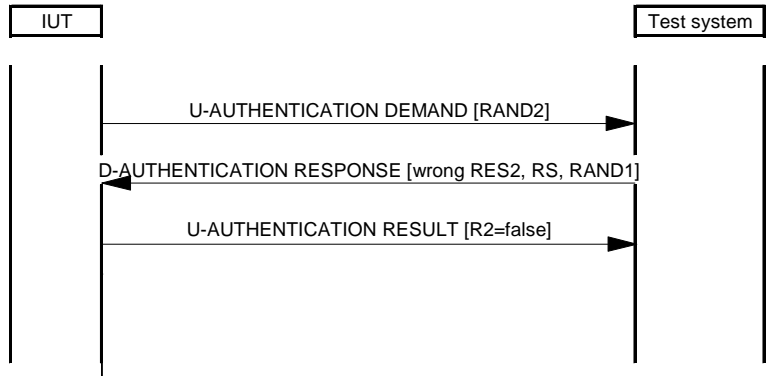 IUT
Test system
U-AUTHENTICATION DEMAND [RAND2]
D-AUTHENTICATION RESPONSE [wrong RES2, RS, RAND1]
U-AUTHENTICATION RESULT [R2=false]